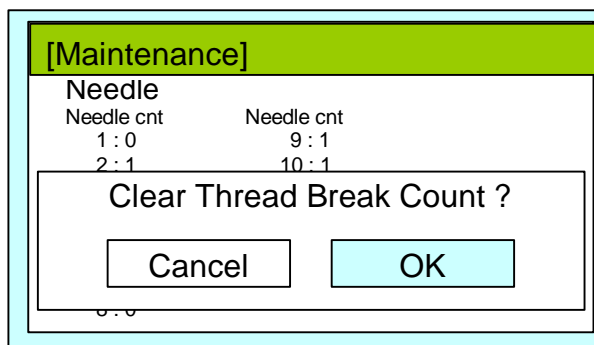 [Maintenance]
Needle
Needle cnt Needle cnt
1 : 0 9 : 1
2 : 1 10 : 1
Clear Thread Break Count ?
Cancel OK